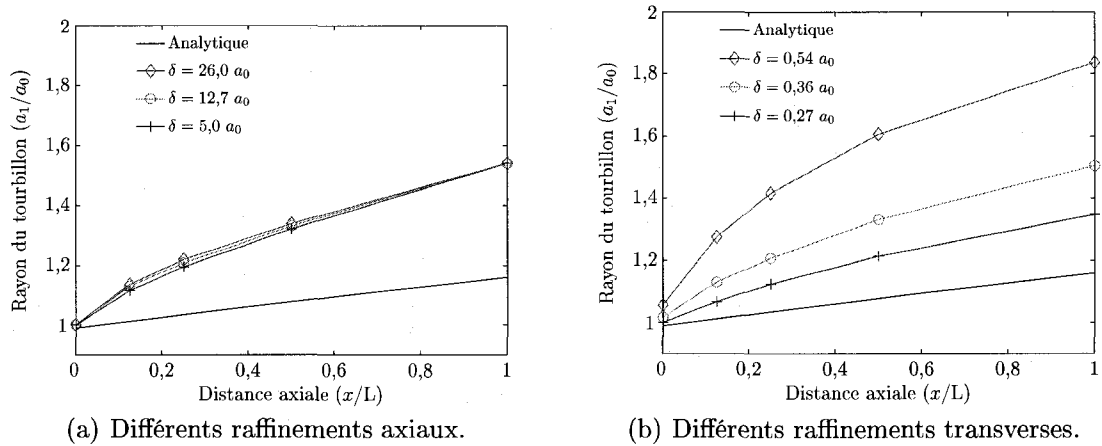 Rayon du tourbillon (a₁/a₀)
2
1,8
1,6
1,4
1,2
1
Analytique
δ = 26,0 a₀
δ = 12,7 a₀
δ = 5,0 a₀
0
0,2
0,4
0,6
0,8
1
Distance axiale (x/L)
(a) Différents raffinements axiaux.
Rayon du tourbillon (a₁/a₀)
2
1,8
1,6
1,4
1,2
1
Analytique
δ = 0,54 a₀
δ = 0,36 a₀
δ = 0,27 a₀
0
0,2
0,4
0,6
0,8
1
Distance axiale (x/L)
(b) Différents raffinements transverses.